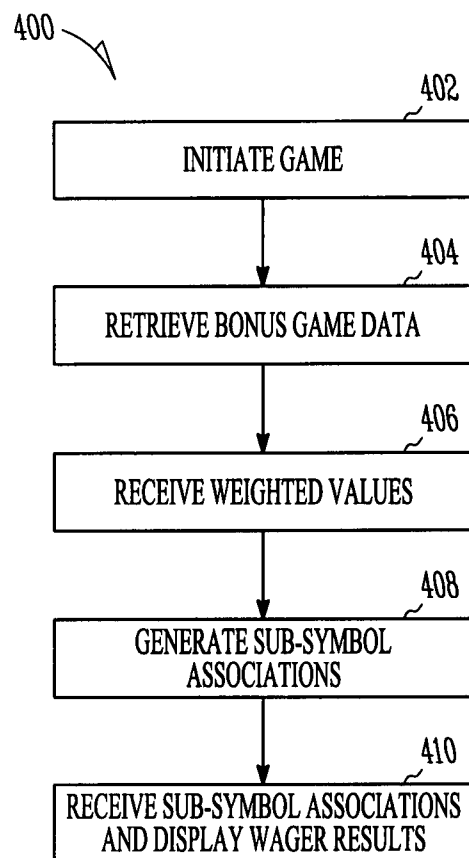 400
402
INITIATE GAME
404
RETRIEVE BONUS GAME DATA
406
RECEIVE WEIGHTED VALUES
408
GENERATE SUB-SYMBOL
ASSOCIATIONS
410
RECEIVE SUB-SYMBOL ASSOCIATIONS
AND DISPLAY WAGER RESULTS